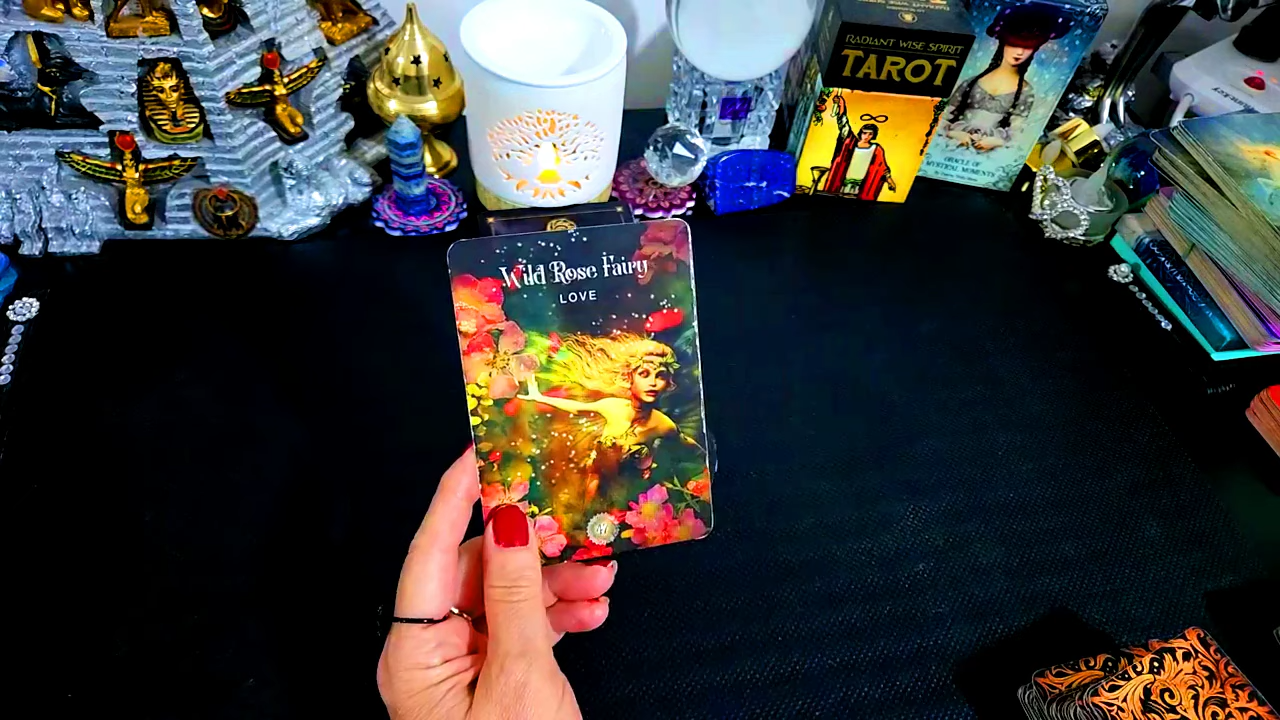 RADIANT WISE SPIRIT
TAROT
ORACLE OF
MYSTICAL MOMENTS
Wild Rose Fairy
LOVE